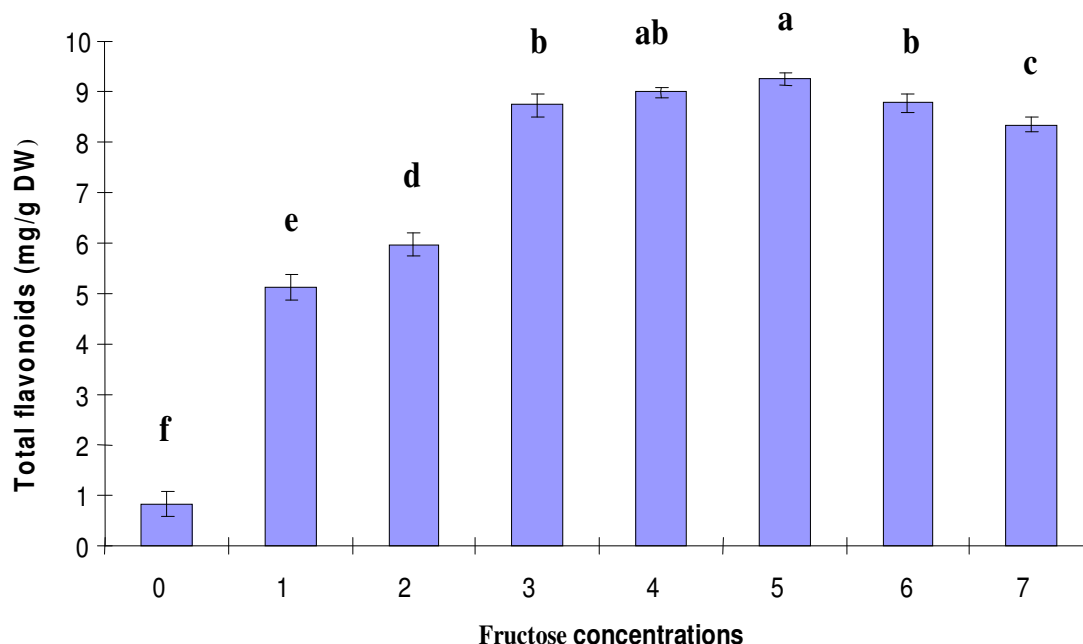 Total flavonoids (mg/g DW)
10
9
8
7
6
5
4
3
2
1
0
f
e
d
b
ab
a
b
c
0 1 2 3 4 5 6 7
Fructose concentrations